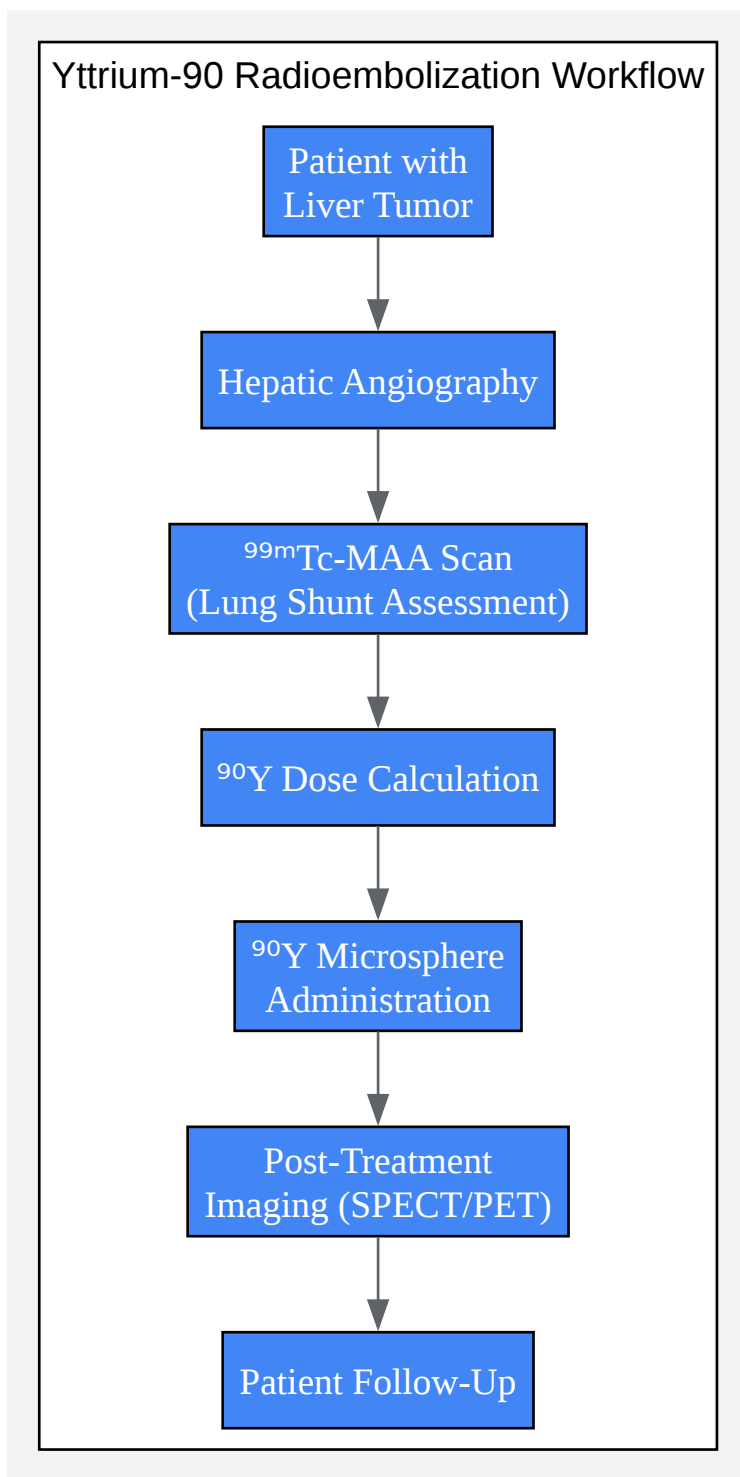 Yttrium-90 Radioembolization Workflow
Patient with
Liver Tumor
Hepatic Angiography
⁹⁹ᵐTc-MAA Scan
(Lung Shunt Assessment)
⁹⁰Y Dose Calculation
⁹⁰Y Microsphere
Administration
Post-Treatment
Imaging (SPECT/PET)
Patient Follow-Up